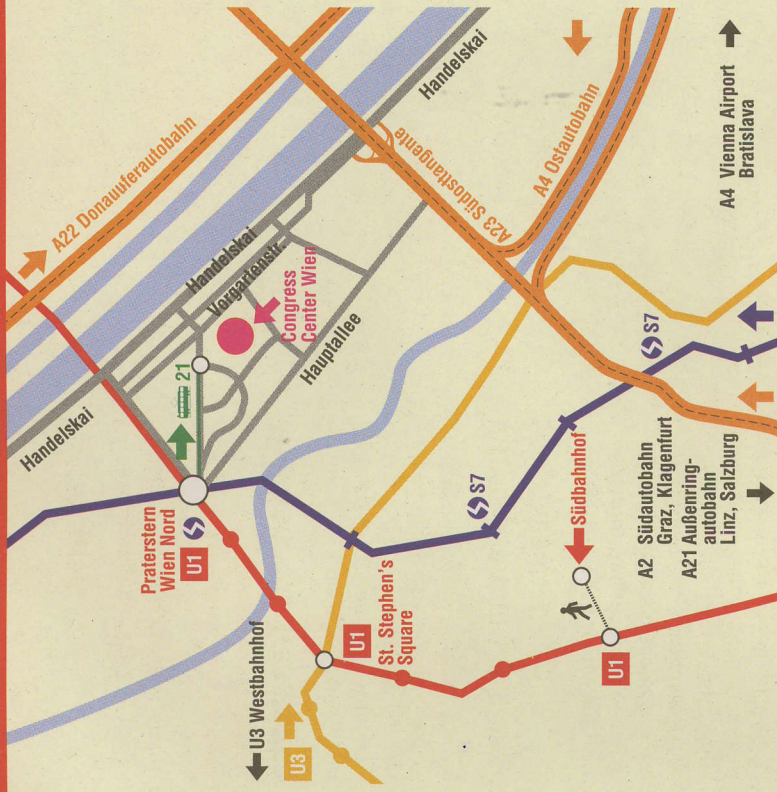 A22 Donauuferautobahn
Handelskai
Handelskai
Handelskai
Vorgartenstr.
Congress
Center Wien
Hauptallee
21
A23 Südosttangente
A4 Ostautobahn
A4 Vienna Airport
Bratislava
Praterstern
Wien Nord
U1
S7
S7
U3 Westbahnhof
U3
U1
St. Stephen's
Square
Südbahnhof
U1
A2 Südautobahn
Graz, Klagenfurt
A21 Außenring-
autobahn
Linz, Salzburg